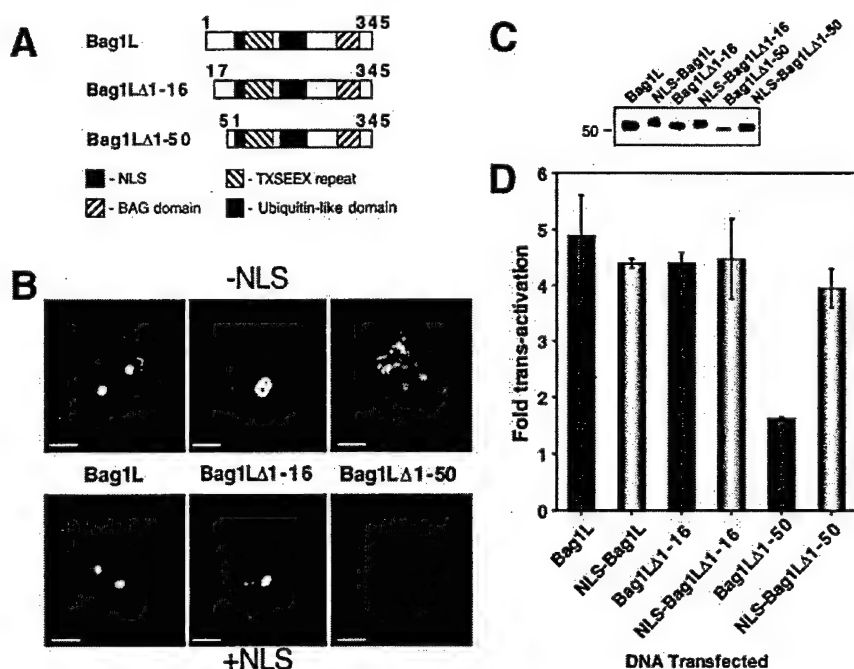 A
1 345
Bag1L
17 345
Bag1LΔ1-16
51 345
Bag1LΔ1-50
- NLS
- TXSEEX repeat
- BAG domain
- Ubiquitin-like domain
B
-NLS
Bag1L Bag1LΔ1-16 Bag1LΔ1-50
+NLS
C
Bag1L
NLS-Bag1L
Bag1LΔ1-16
NLS-Bag1LΔ1-16
Bag1LΔ1-50
NLS-Bag1LΔ1-50
50
D
Fold trans-activation
6
5
4
3
2
1
0
Bag1L
NLS-Bag1L
Bag1LΔ1-16
NLS-Bag1LΔ1-16
Bag1LΔ1-50
NLS-Bag1LΔ1-50
DNA Transfected